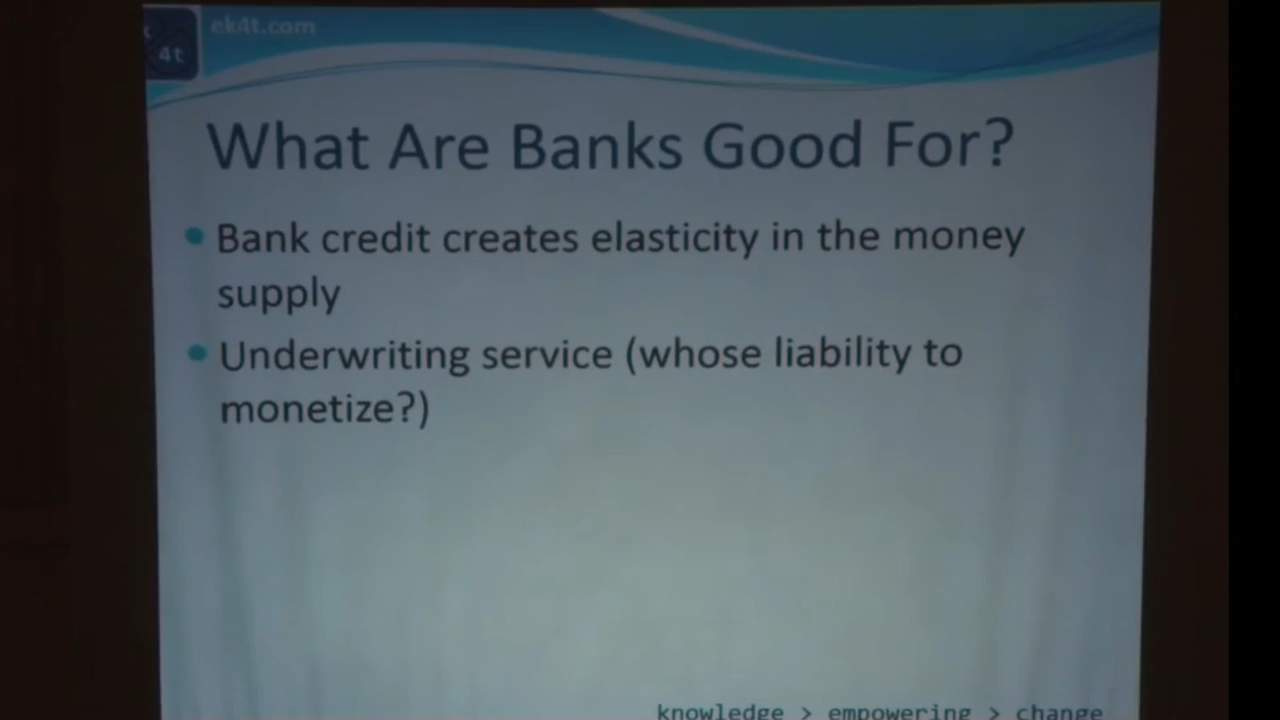 ek4t.com
4t
What Are Banks Good For?
• Bank credit creates elasticity in the money
supply
• Underwriting service (whose liability to
monetize?)
knowledge > empowering > change